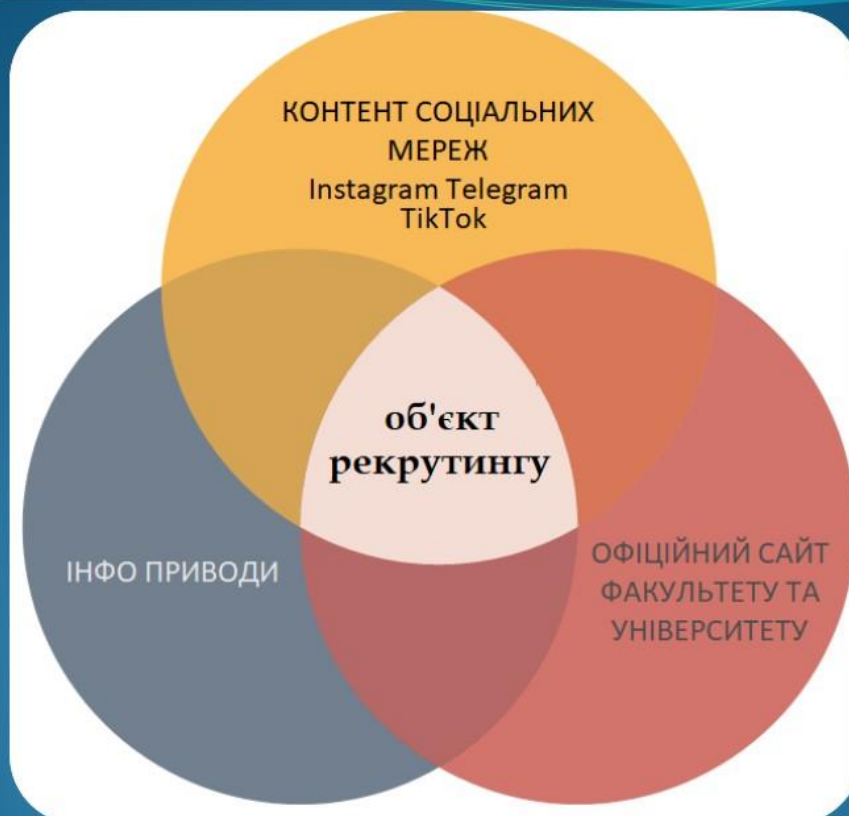 КОНТЕНТ СОЦІАЛЬНИХ
МЕРЕЖ
Instagram Telegram
TikTok
об'єкт
рекрутингу
ІНФО ПРИВОДИ
ОФІЦІЙНИЙ САЙТ
ФАКУЛЬТЕТУ ТА
УНІВЕРСИТЕТУ